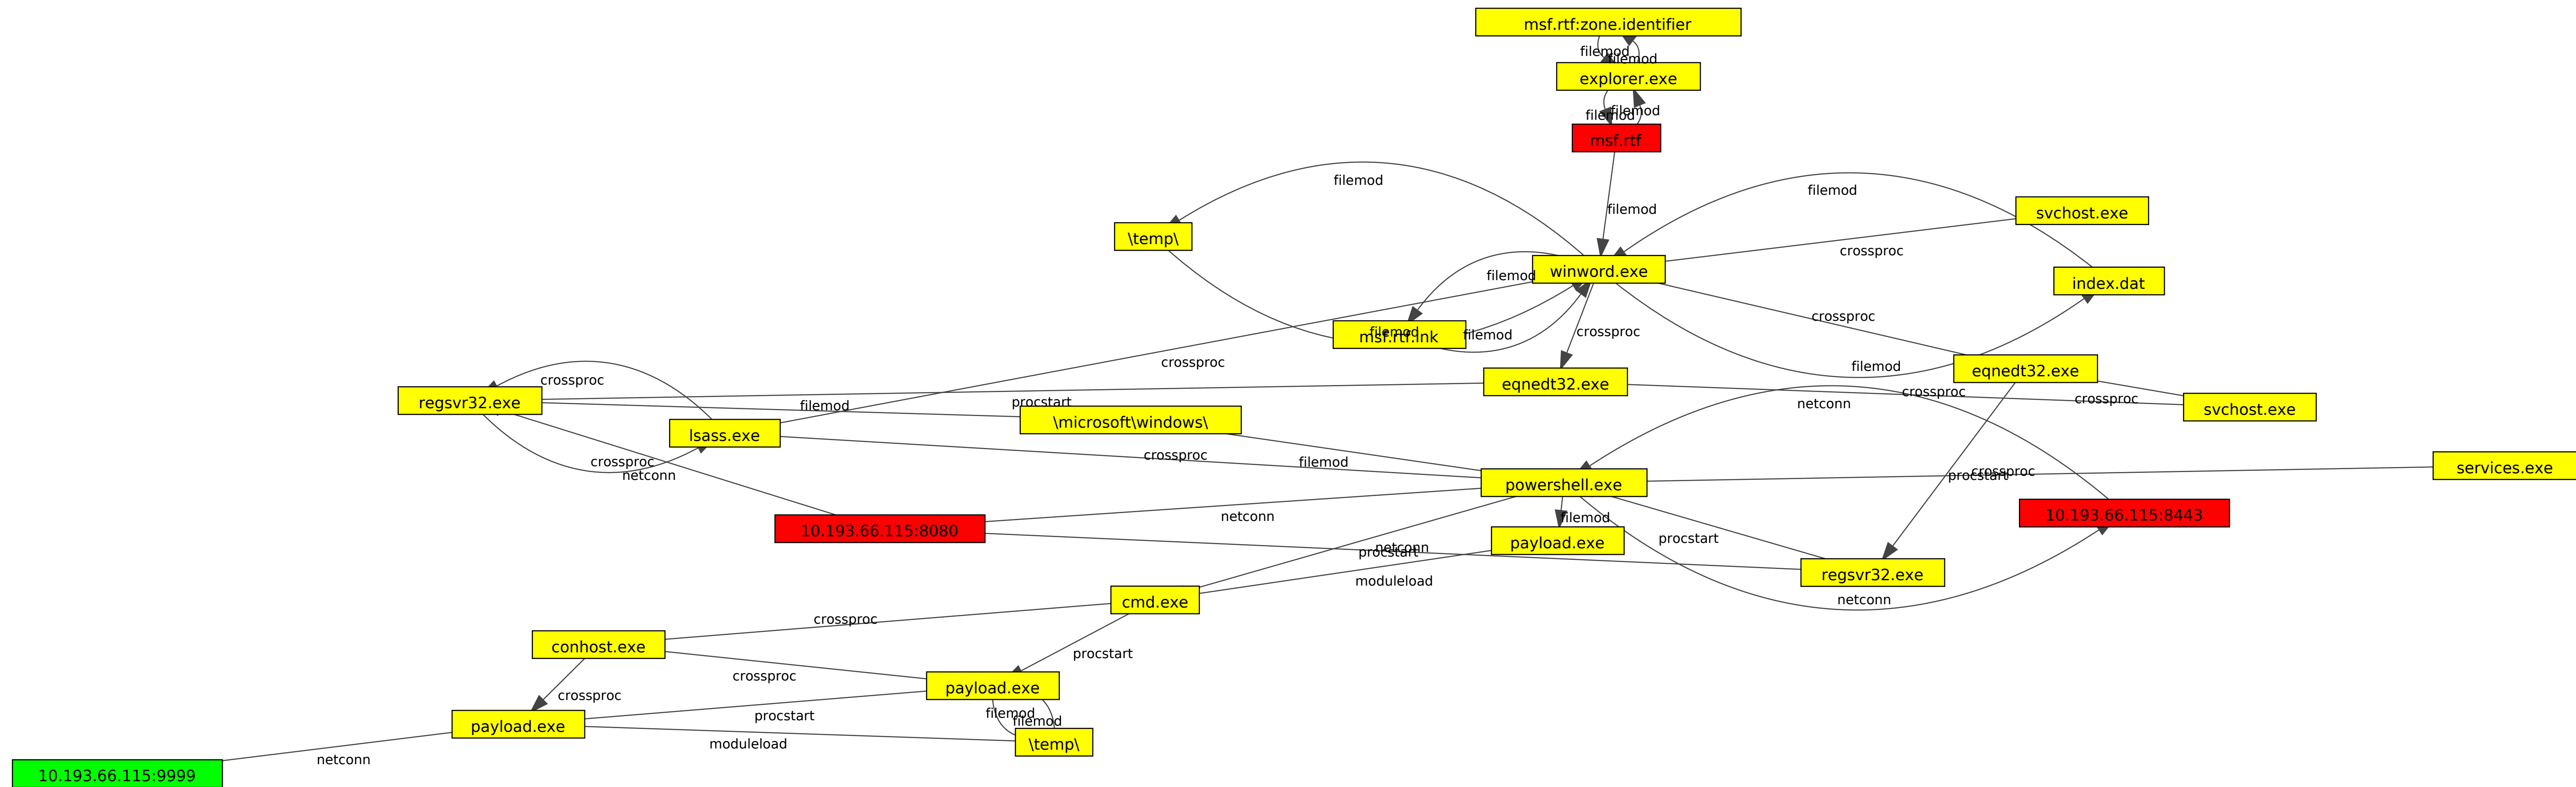 msf.rtf:zone.identifier
filemod
filemod
explorer.exe
filemod
filemod
msf.rtf
filemod
filemod
filemod
svchost.exe
\temp\
crossproc
winword.exe
filemod
index.dat
crossproc
filemod
msf.rtf.lnk
filemod
crossproc
crossproc
filemod
eqnedt32.exe
crossproc
eqnedt32.exe
regsvr32.exe
filemod
procstart
netconn
crossproc
crossproc
svchost.exe
\microsoft\windows\
lsass.exe
crossproc
filemod
crossproc
netconn
powershell.exe
procstart
crossproc
services.exe
10.193.66.115:8080
netconn
filemod
10.193.66.115:8443
payload.exe
procstart
netconn
procstart
regsvr32.exe
moduleload
netconn
cmd.exe
crossproc
conhost.exe
procstart
crossproc
payload.exe
crossproc
filemod
filemod
payload.exe
procstart
moduleload
\temp\
netconn
10.193.66.115:9999